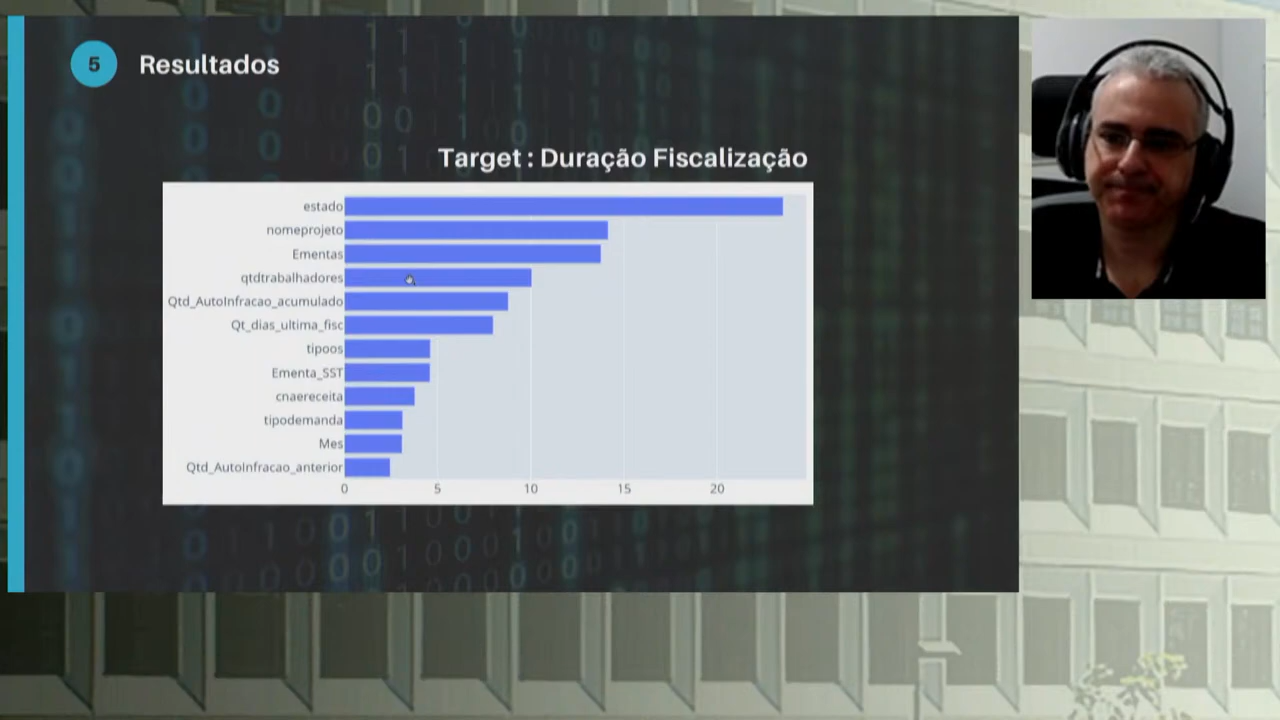 5 Resultados
Target : Duração Fiscalização
estado
nomeprojeto
Ementas
qtdtrabalhadores
Qtd_AutoInfracao_acumulado
Qt_dias_ultima_fisc
tipoos
Ementa_SST
cnaereceita
tipodemanda
Mes
Qtd_AutoInfracao_anterior
0 5 10 15 20